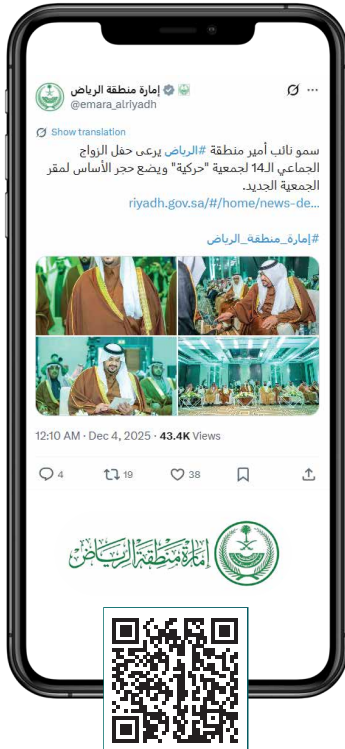 إمارة منطقة الرياض
@emara_alriyadh
Show translation
سمو نائب أمير منطقة #الرياض يرعى حفل الزواج
الجماعي الـ14 لجمعية "حركية" ويضع حجر الأساس لمقر
الجمعية الجديد.
riyadh.gov.sa/#/home/news-de...
#إمارة_منطقة_الرياض
12:10 AM · Dec 4, 2025 · 43.4K Views
4 19 38
إمارة منطقة الرياض